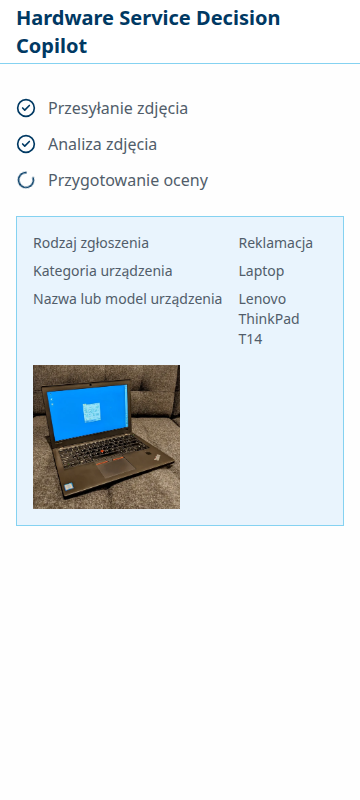 Hardware Service Decision
Copilot
Przesyłanie zdjęcia
Analiza zdjęcia
Przygotowanie oceny
Rodzaj zgłoszenia Reklamacja
Kategoria urządzenia Laptop
Nazwa lub model urządzenia Lenovo
ThinkPad
T14